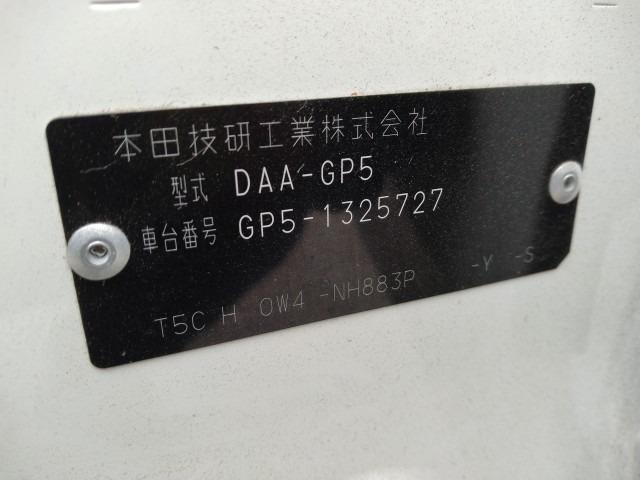 本田技研工業株式会社
型式 DAA-GP5
車台番号 GP5-1325727
T5C H 0W4 -NH883P -Y -S